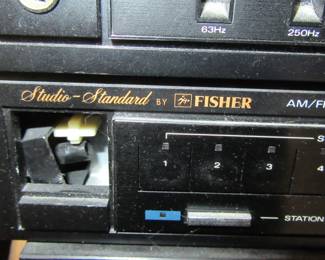 63Hz 250Hz
Studio-Standard BY FISHER AM/F
S
1 2 3 4
STATION